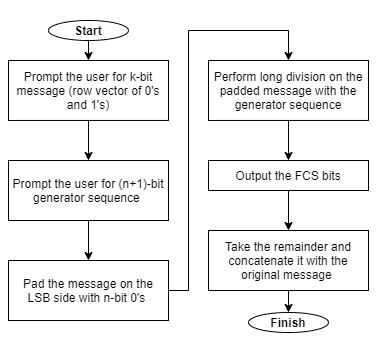 Start
Prompt the user for k-bit
message (row vector of 0's
and 1's)
Prompt the user for (n+1)-bit
generator sequence
Pad the message on the
LSB side with n-bit 0's
Perform long division on the
padded message with the
generator sequence
Output the FCS bits
Take the remainder and
concatenate it with the
original message
Finish